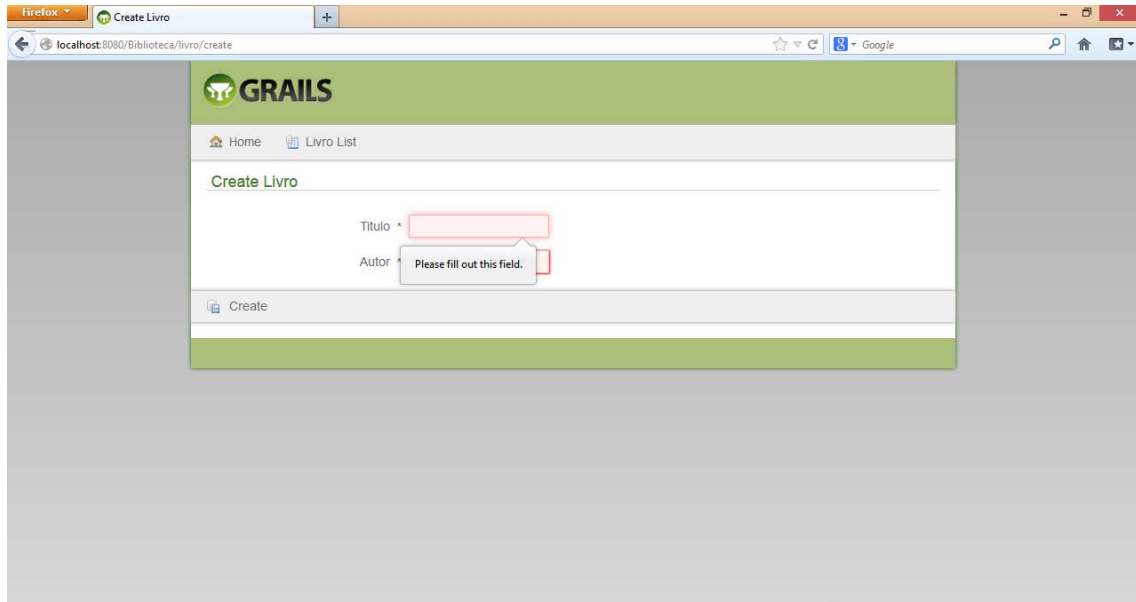 Firefox
Create Livro
localhost:8080/Biblioteca/livro/create
Google
GRAILS
Home Livro List
Create Livro
Titulo *
Autor *
Please fill out this field.
Create